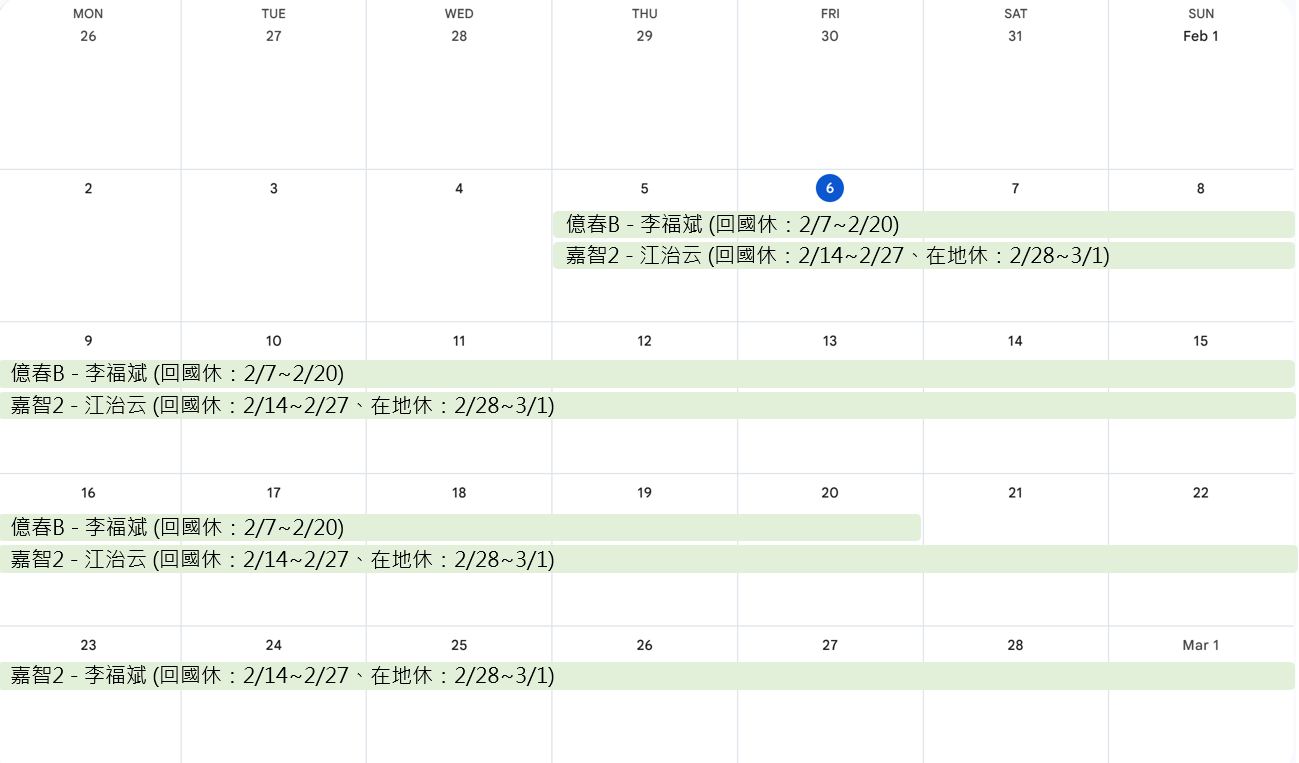 MON TUE WED THU FRI SAT SUN
26 27 28 29 30 31 Feb 1
2 3 4 5 6 7 8
億春B - 李福斌 (回國休：2/7~2/20)
嘉智2 - 江治云 (回國休：2/14~2/27、在地休：2/28~3/1)
9 10 11 12 13 14 15
億春B - 李福斌 (回國休：2/7~2/20)
嘉智2 - 江治云 (回國休：2/14~2/27、在地休：2/28~3/1)
16 17 18 19 20 21 22
億春B - 李福斌 (回國休：2/7~2/20)
嘉智2 - 江治云 (回國休：2/14~2/27、在地休：2/28~3/1)
23 24 25 26 27 28 Mar 1
嘉智2 - 李福斌 (回國休：2/14~2/27、在地休：2/28~3/1)